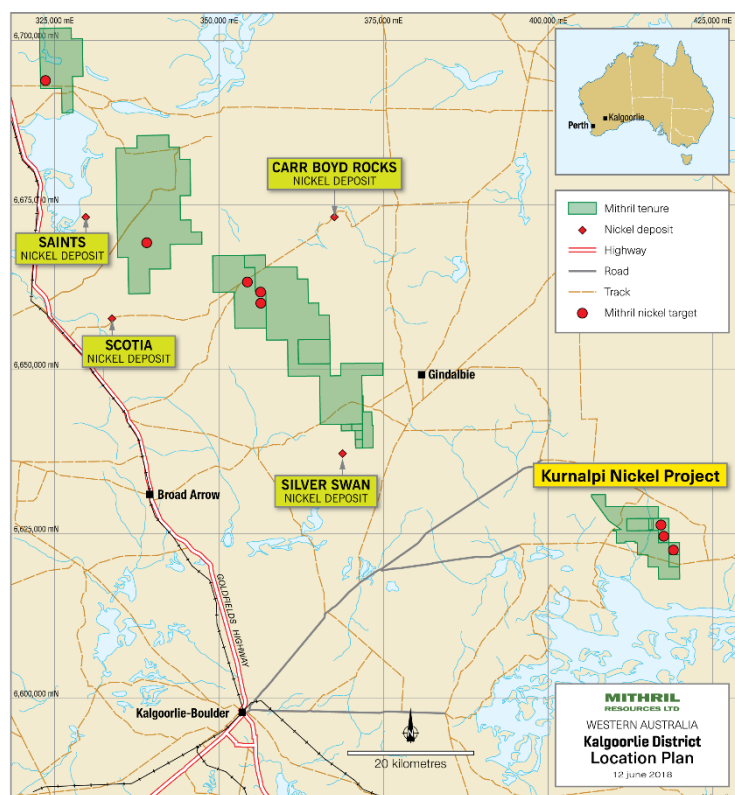 325,000 mE
350,000 mE
375,000 mE
400,000 mE
425,000 mE
6,700,000 mN
Perth
Kalgoorlie
CARR BOYD ROCKS
NICKEL DEPOSIT
6,675,000 mN
SAINTS
NICKEL DEPOSIT
Mithril tenure
Nickel deposit
Highway
Road
Track
Mithril nickel target
SCOTIA
NICKEL DEPOSIT
6,650,000 mN
Gindalbie
SILVER SWAN
NICKEL DEPOSIT
Kurnalpi Nickel Project
Broad Arrow
6,625,000 mN
GOLDFIELDS HIGHWAY
6,600,000 mN
Kalgoorlie-Boulder
N
20 kilometres
MITHRIL
RESOURCES LTD
WESTERN AUSTRALIA
Kalgoorlie District
Location Plan
12 june 2018